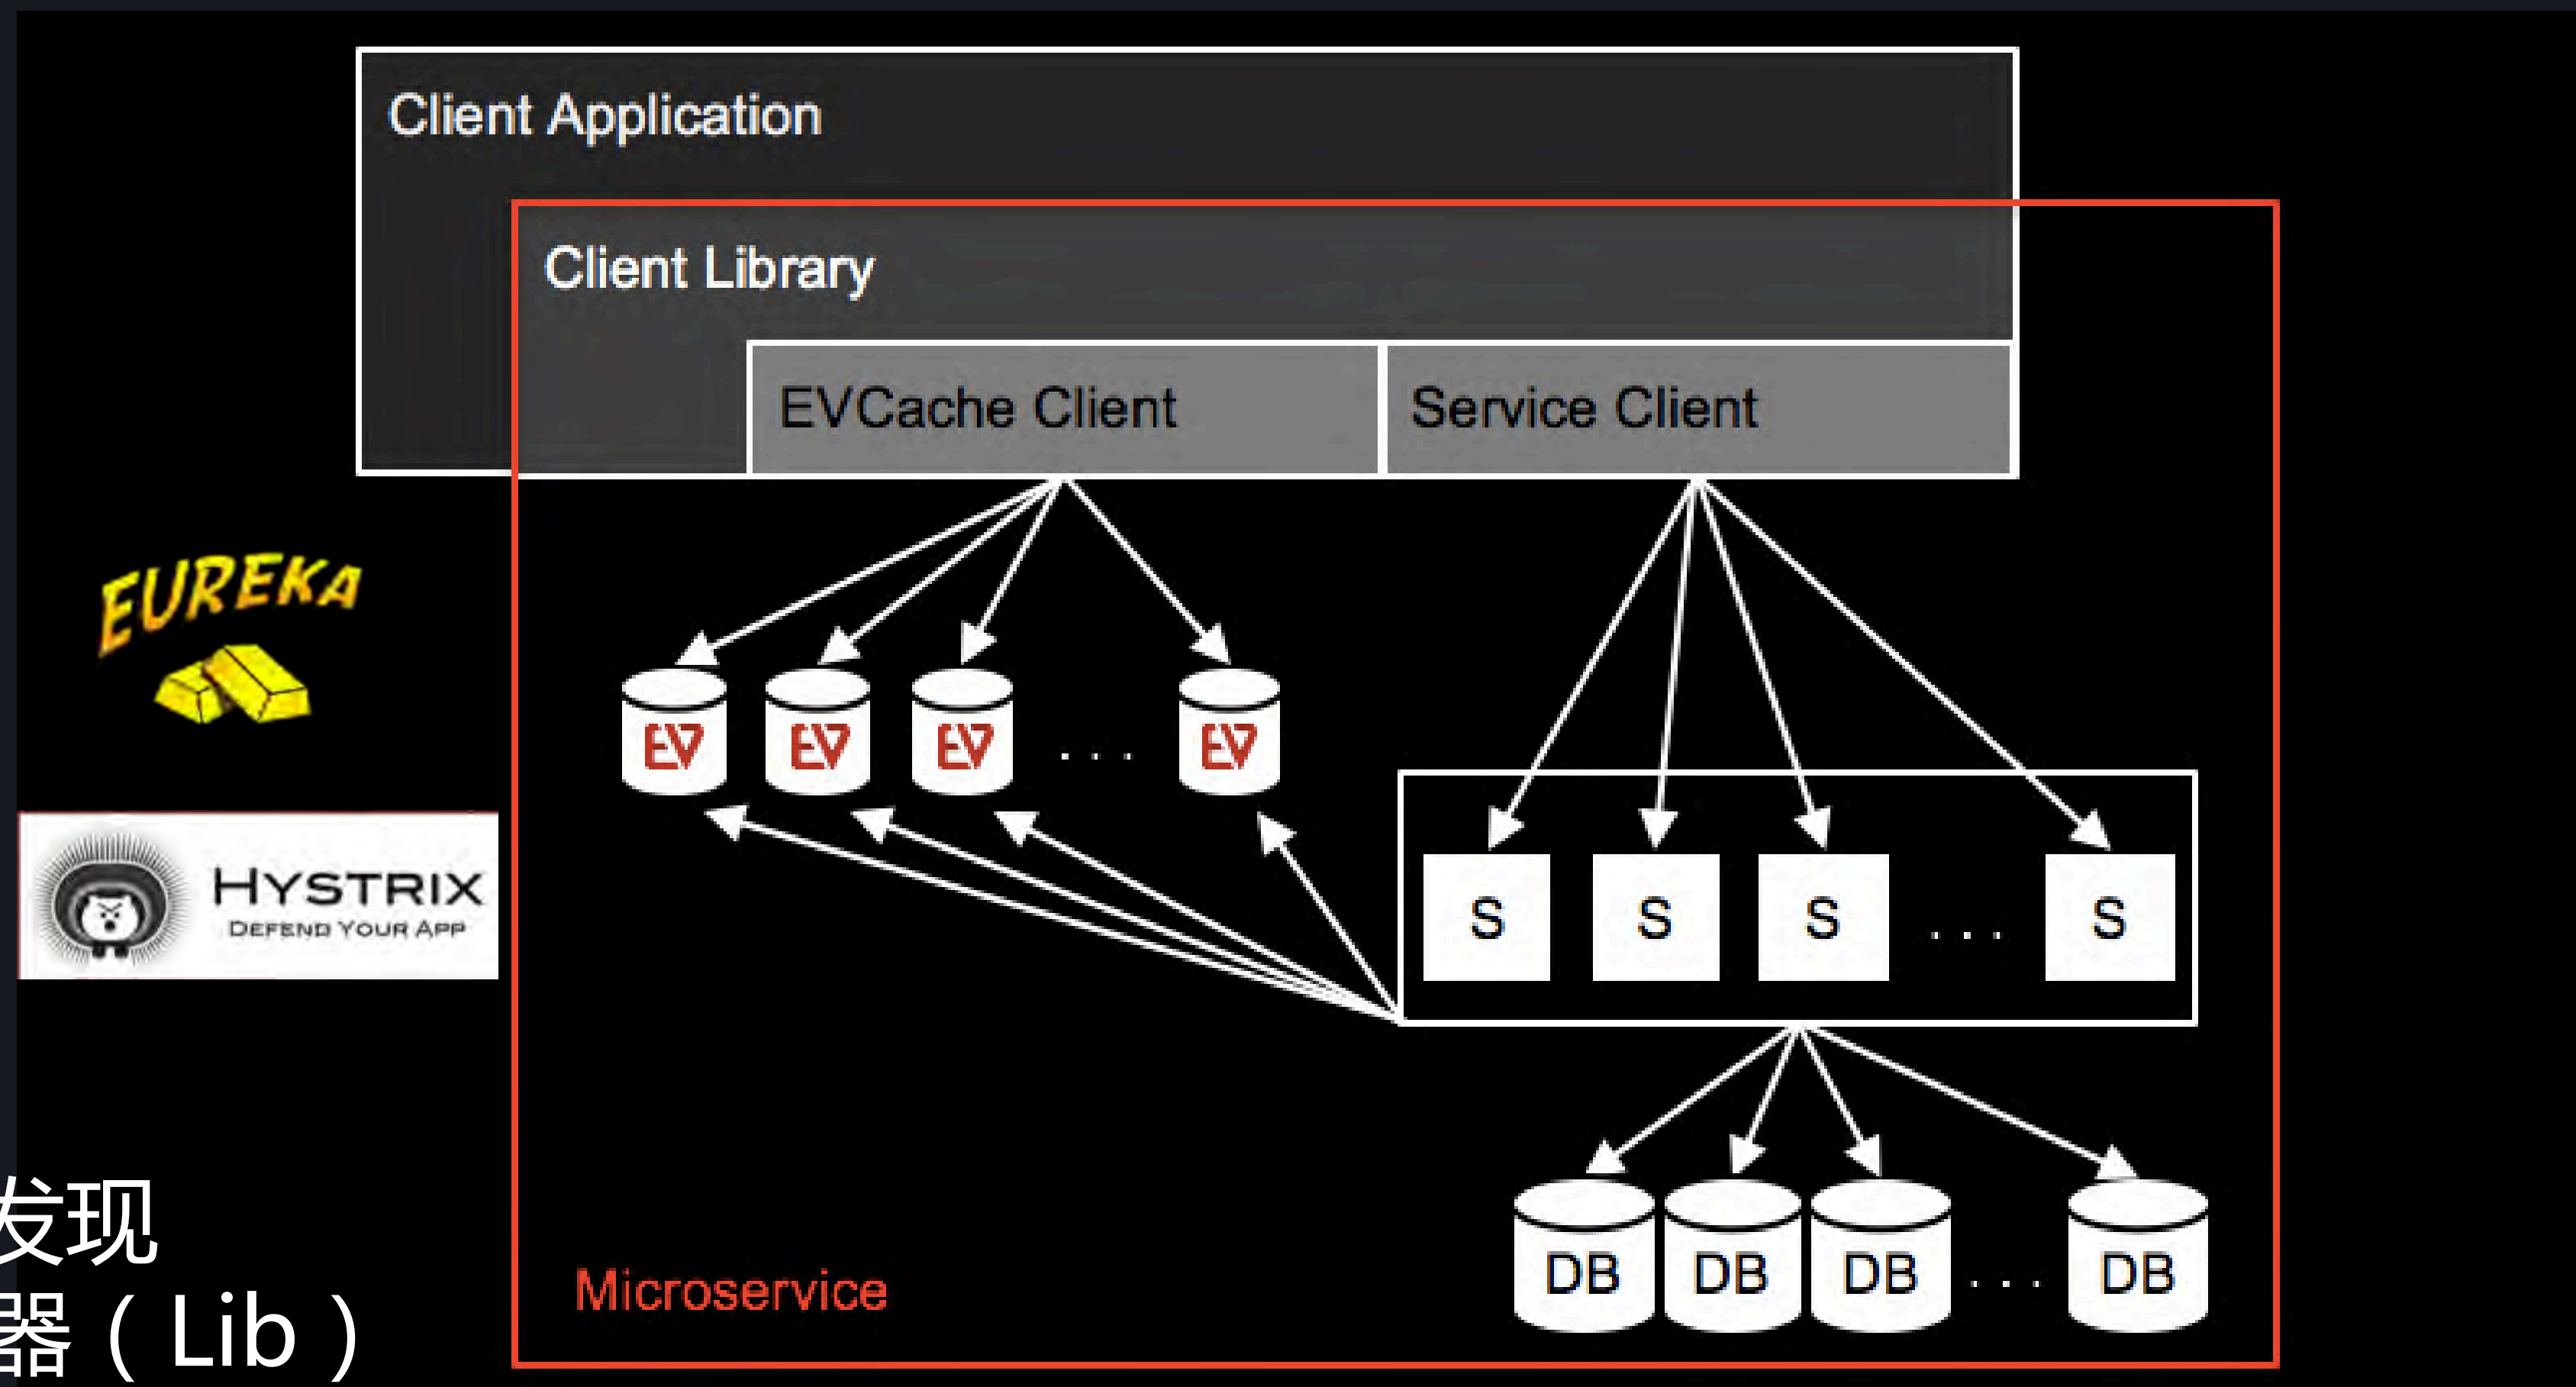 Client Application
Client Library
EVCache Client
Service Client
EUREKA
EV
EV
EV
. . .
EV
HYSTRIX
DEFEND YOUR APP
S
S
S
. . .
S
发现
器（Lib）
Microservice
DB
DB
DB
. . .
DB